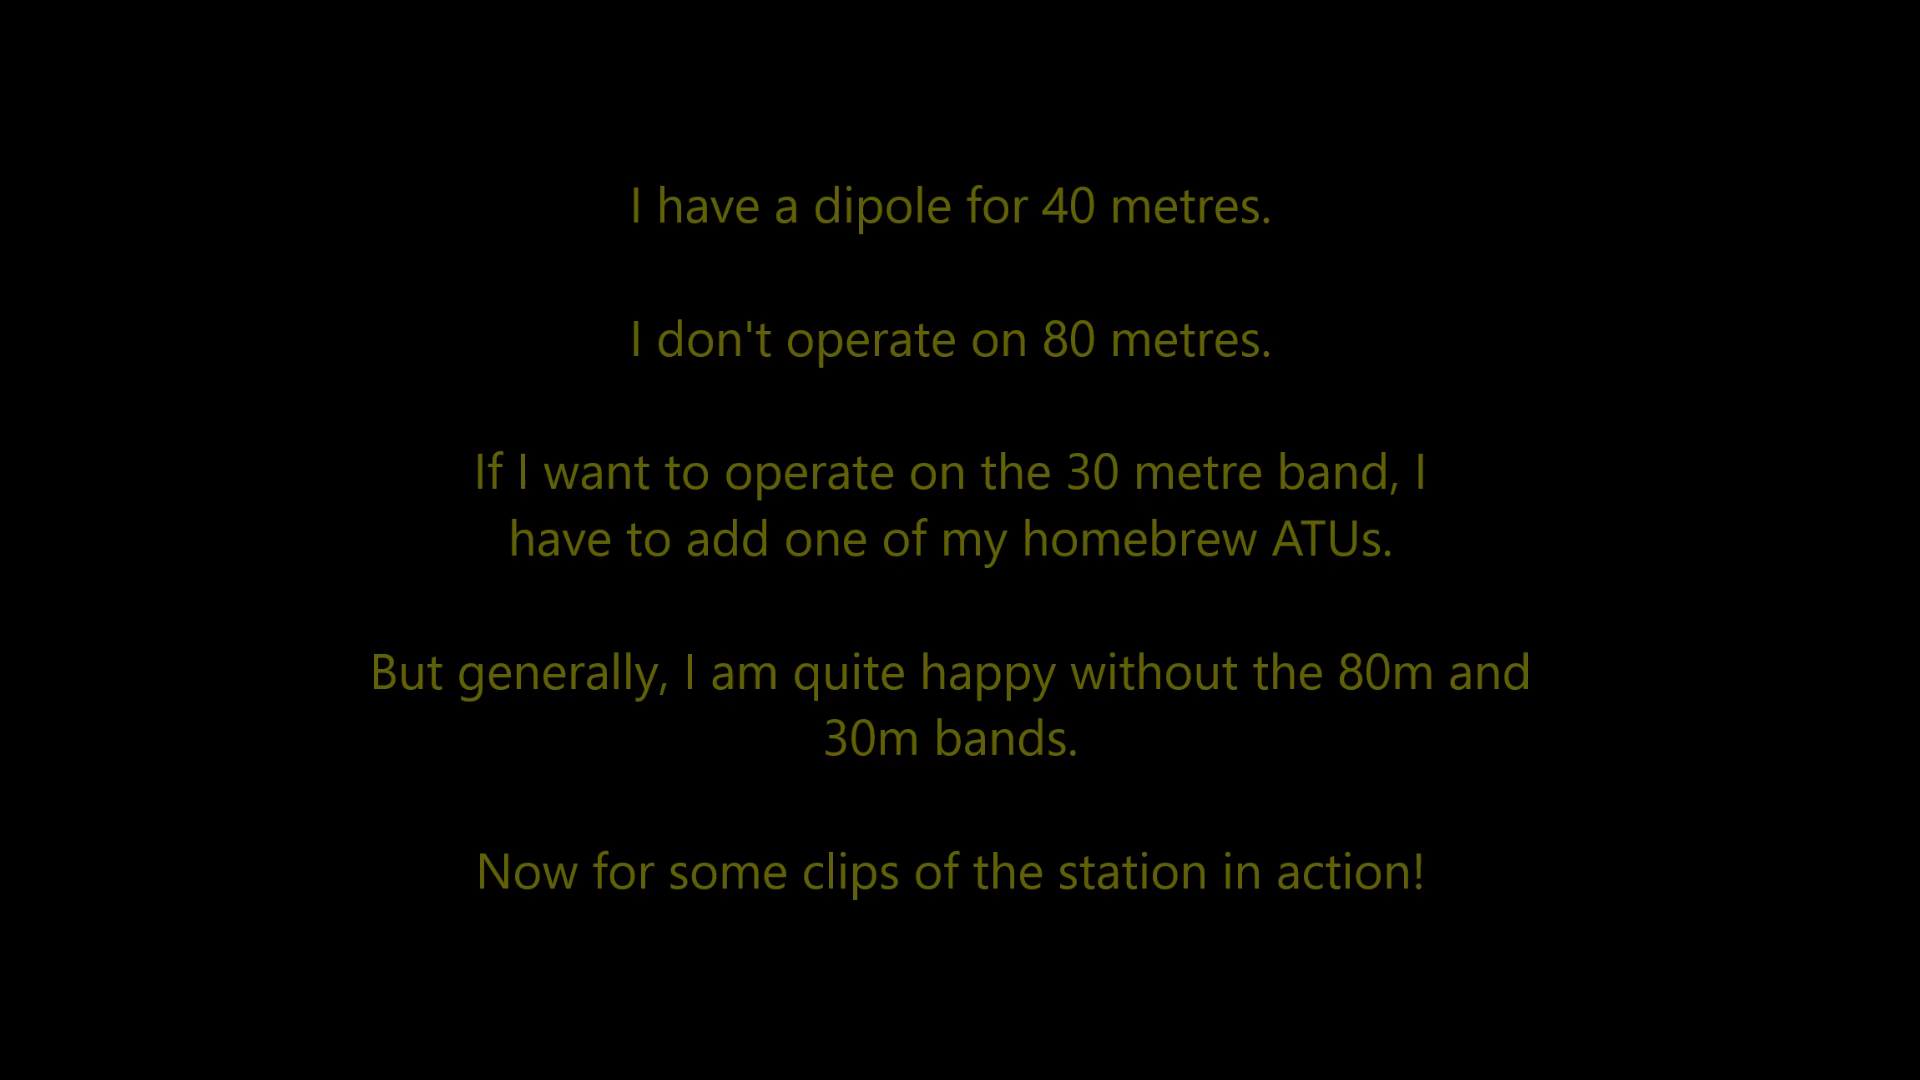 I have a dipole for 40 metres.
I don't operate on 80 metres.
If I want to operate on the 30 metre band, I
have to add one of my homebrew ATUs.
But generally, I am quite happy without the 80m and
30m bands.
Now for some clips of the station in action!